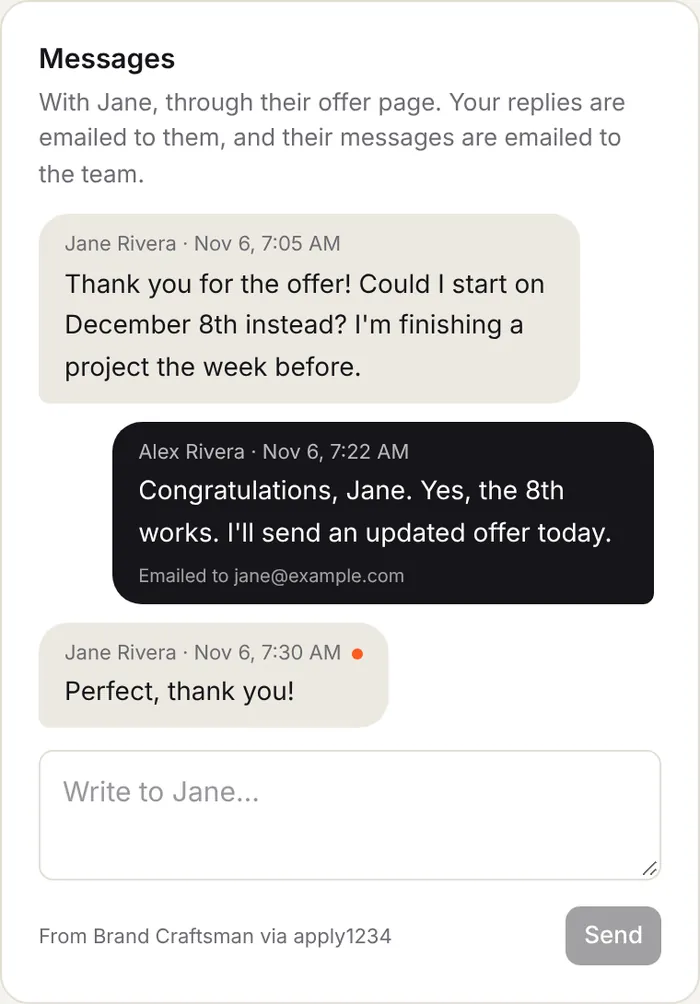 Messages
With Jane, through their offer page. Your replies are
emailed to them, and their messages are emailed to
the team.
Jane Rivera · Nov 6, 7:05 AM
Thank you for the offer! Could I start on
December 8th instead? I'm finishing a
project the week before.
Alex Rivera · Nov 6, 7:22 AM
Congratulations, Jane. Yes, the 8th
works. I'll send an updated offer today.
Emailed to jane@example.com
Jane Rivera · Nov 6, 7:30 AM
Perfect, thank you!
Write to Jane...
From Brand Craftsman via apply1234
Send